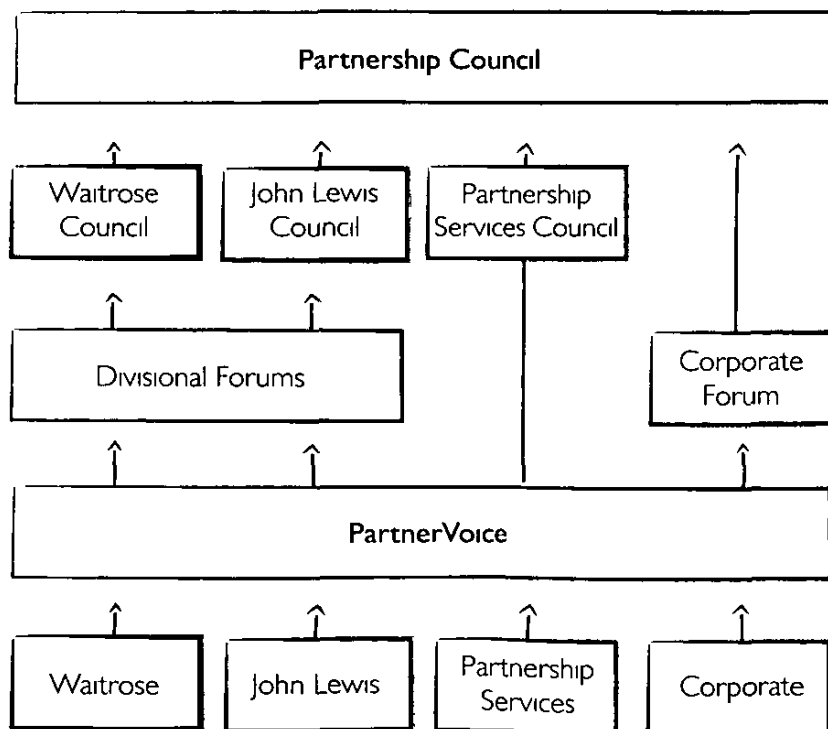 Partnership Council
Waitrose
Council
John Lewis
Council
Partnership
Services Council
Divisional Forums
Corporate
Forum
PartnerVoice
Waitrose
John Lewis
Partnership
Services
Corporate